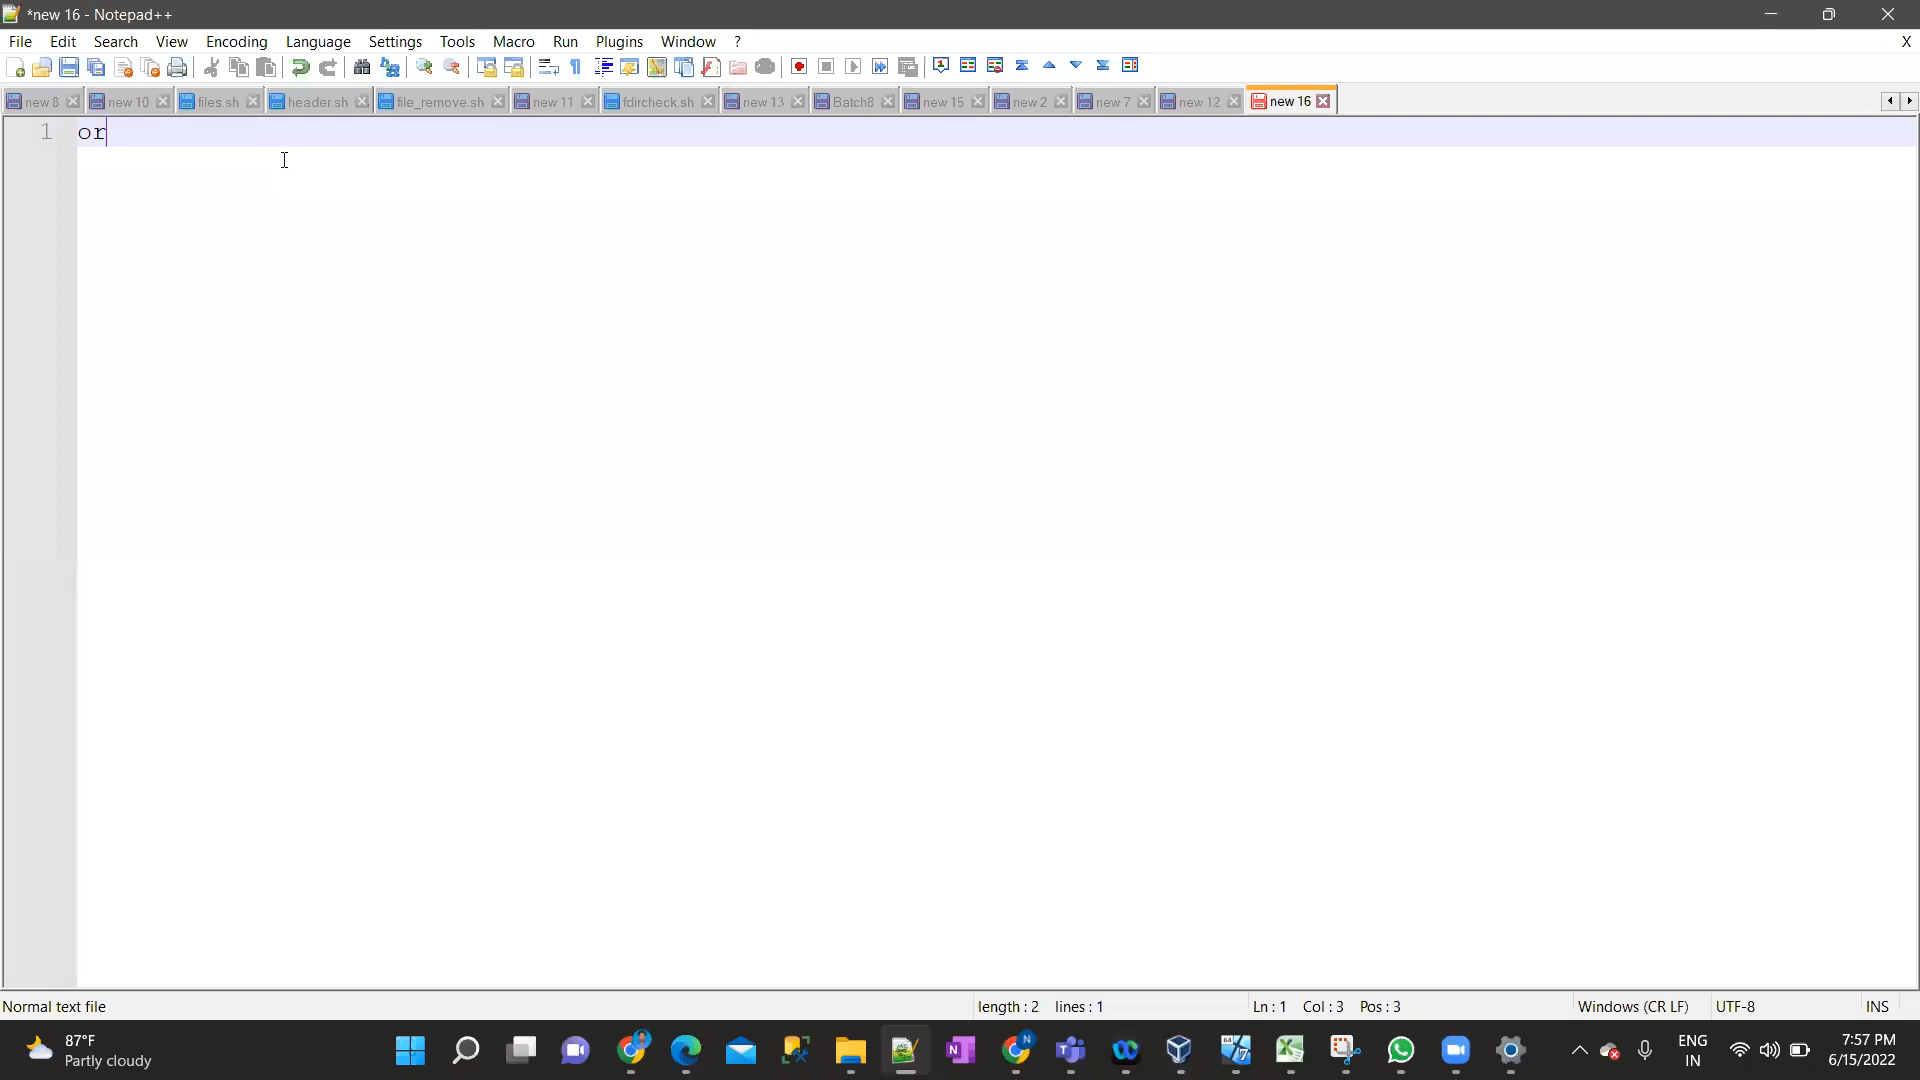 *new 16 - Notepad++
File Edit Search View Encoding Language Settings Tools Macro Run Plugins Window ? X
new 8 new 10 files.sh header.sh file_remove.sh new 11 fdircheck.sh new 13 Batch8 new 15 new 2 new 7 new 12 new 16
1 or
Normal text file length : 2 lines : 1 Ln : 1 Col : 3 Pos : 3 Windows (CR LF) UTF-8 INS
87°F
Partly cloudy
ENG
IN
7:57 PM
6/15/2022